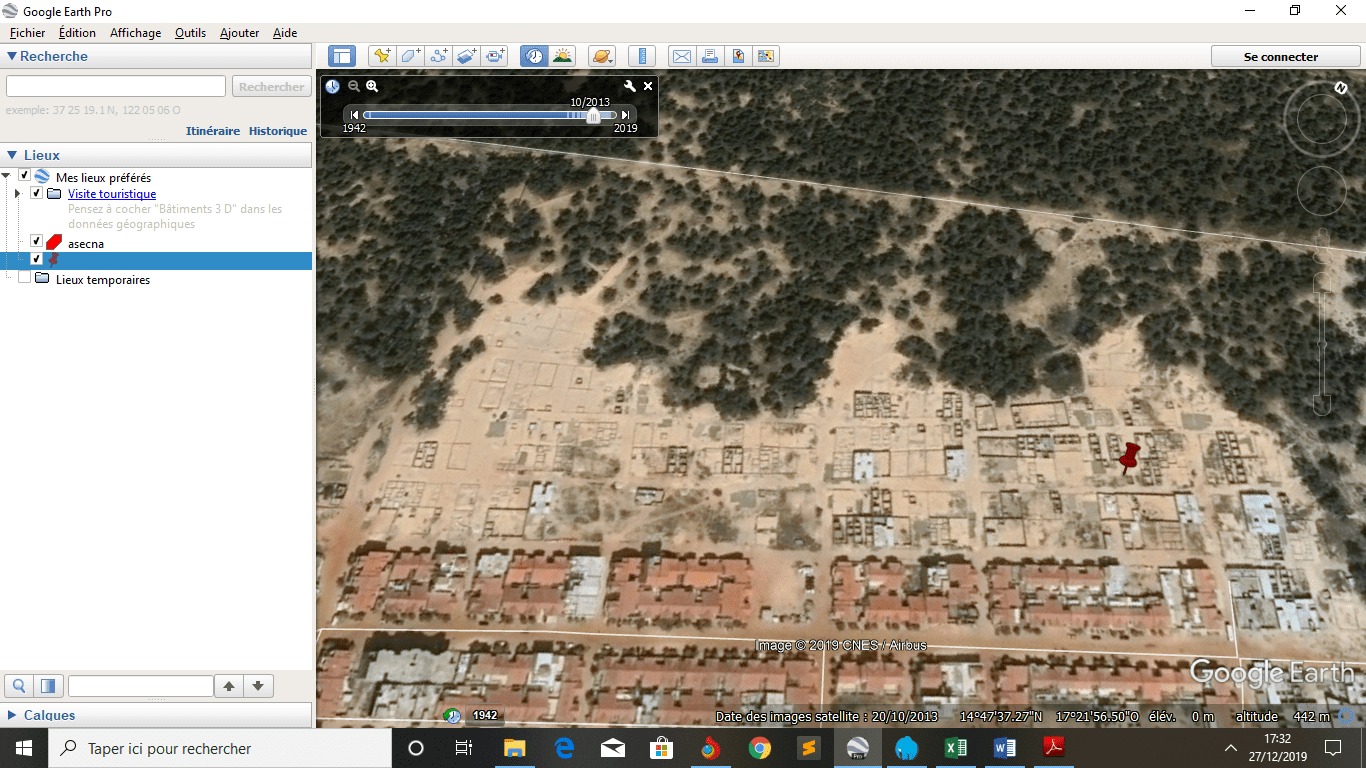 Google Earth Pro
Fichier Édition Affichage Outils Ajouter Aide
Recherche
Se connecter
Rechercher
exemple: 37 25 19.1 N, 122 05 06 O
Itinéraire Historique
10/2013
1942 2019
N
Lieux
Mes lieux préférés
Visite touristique
Pensez à cocher "Bâtiments 3 D" dans les
données géographiques
asecna
Lieux temporaires
Image © 2019 CNES / Airbus
Google Earth
Calques
1942
Date des images satellite : 20/10/2013 14°47'37.27"N 17°21'56.50"O élév. 0 m altitude 442 m
Taper ici pour rechercher
17:32
27/12/2019